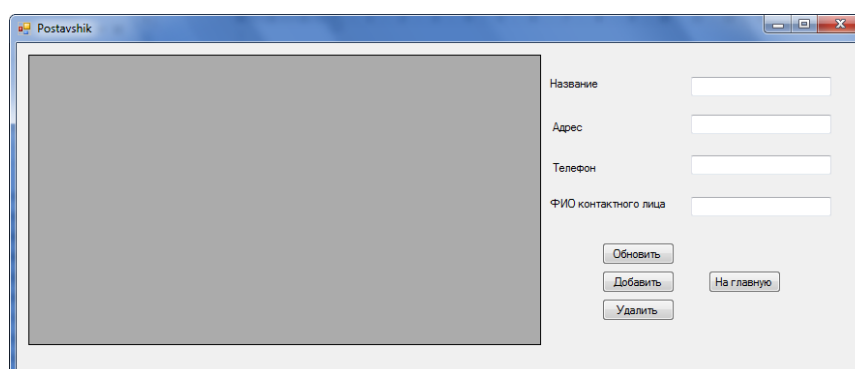 Postavshik
Название
Адрес
Телефон
ФИО контактного лица
Обновить
Добавить
На главную
Удалить